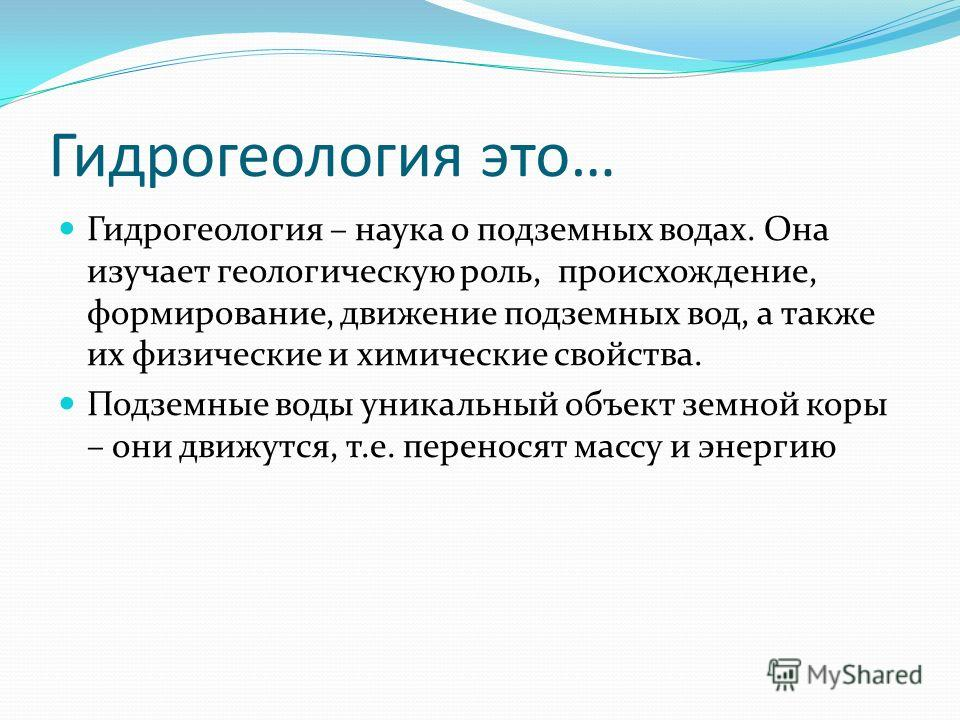 Гидрогеология это…
Гидрогеология – наука о подземных водах. Она
изучает геологическую роль, происхождение,
формирование, движение подземных вод, а также
их физические и химические свойства.
Подземные воды уникальный объект земной коры
– они движутся, т.е. переносят массу и энергию
MyShared